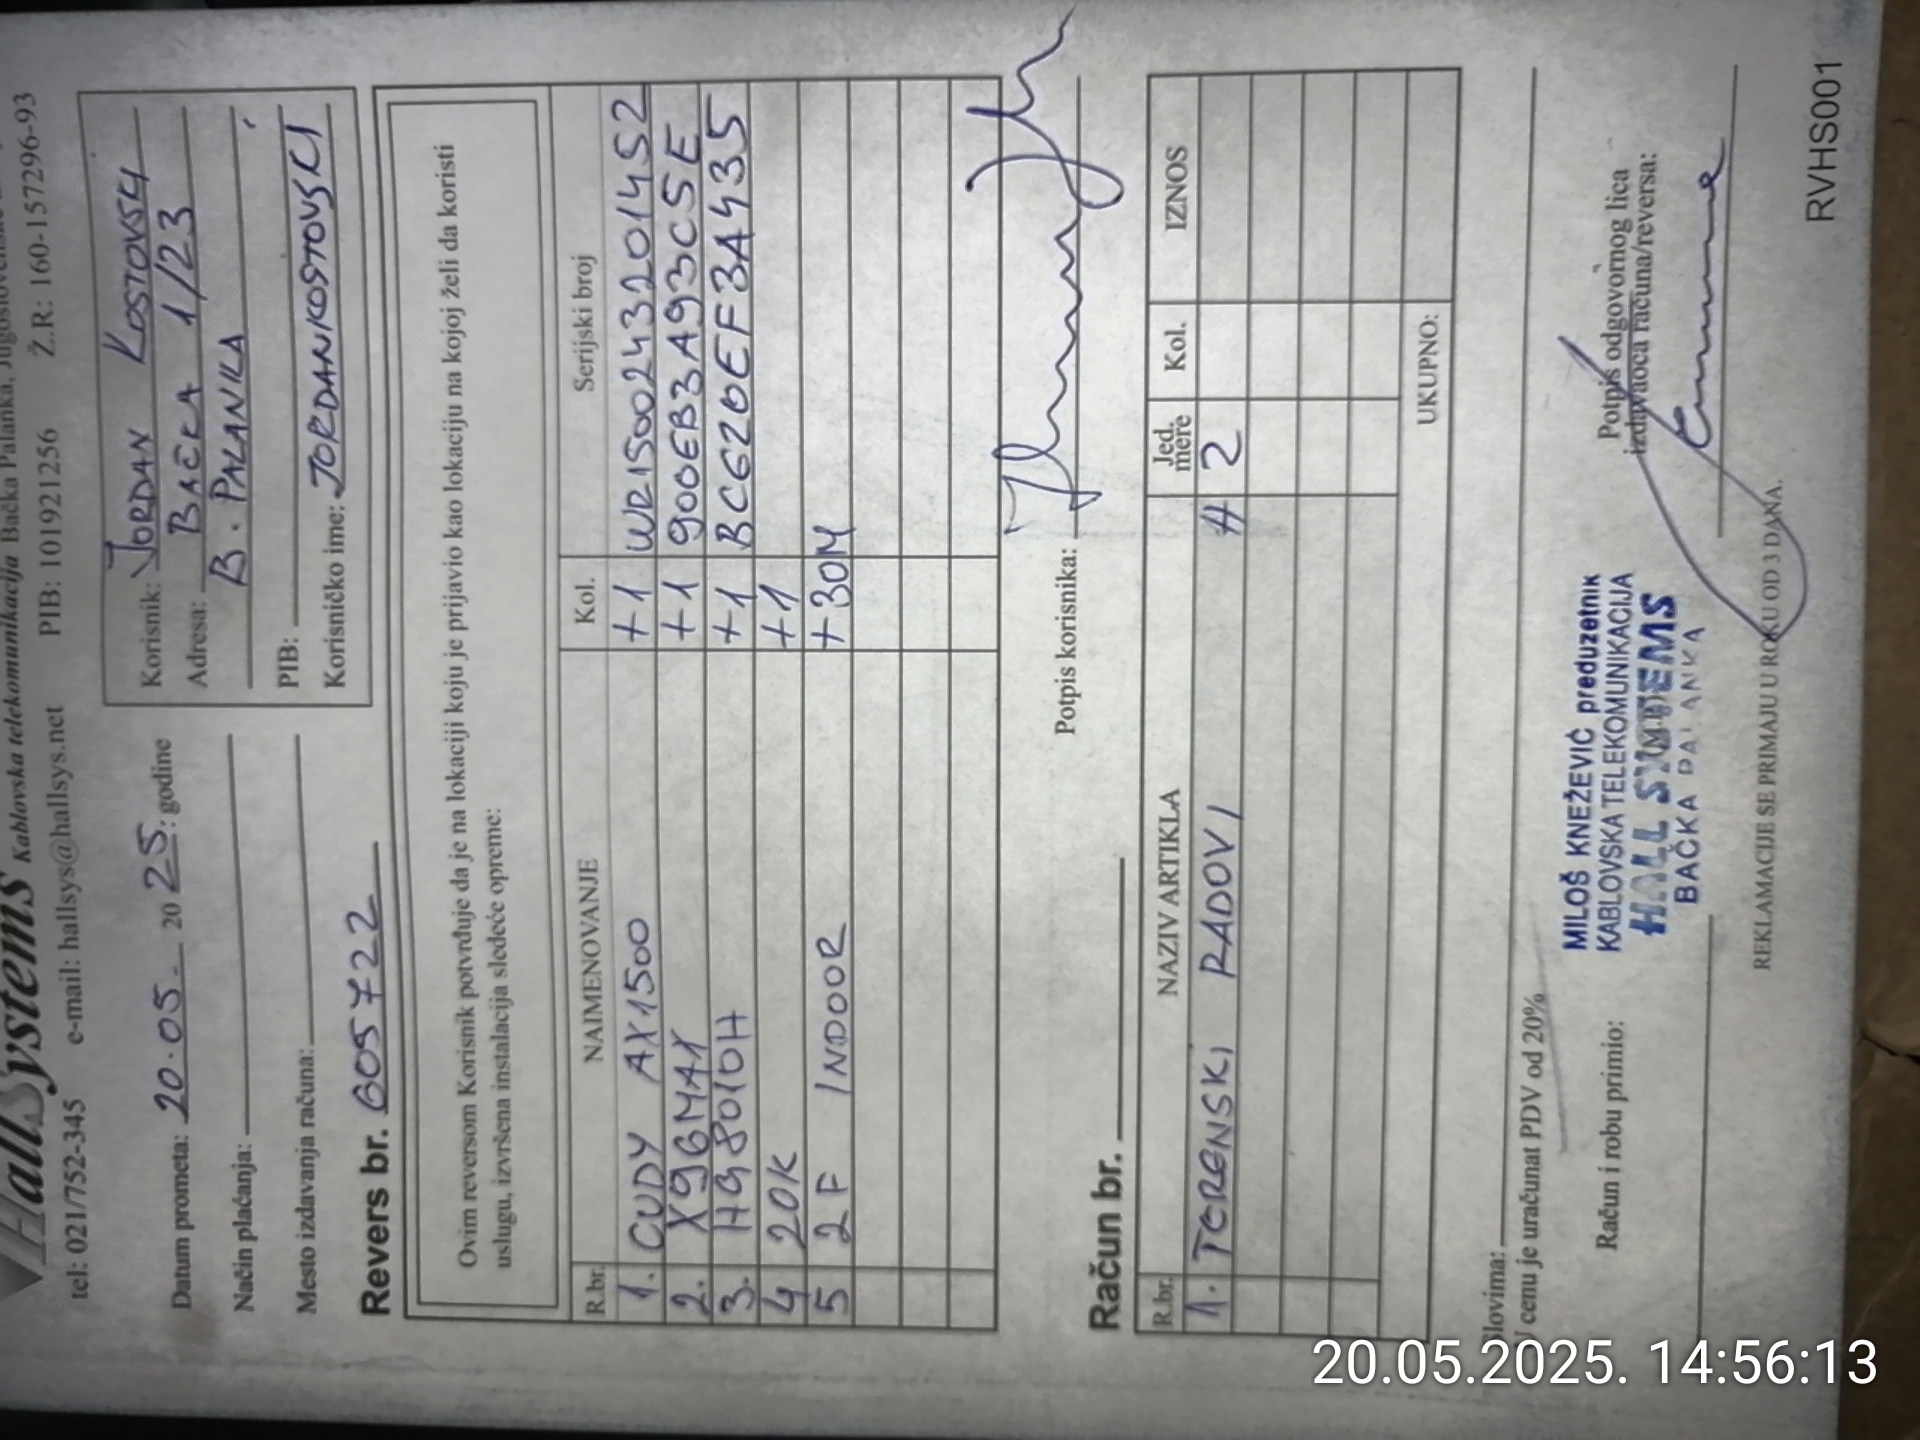 HallSystems Kablovska telekomunikacija Bačka Palanka,
tel: 021/752-345 e-mail: hallsys@hallsys.net PIB: 101921256 Ž.R.: 160-1572296-93
Datum prometa: 20.05. 2025. godine
Način plaćanja:
Mesto izdavanja računa:
Korisnik: JORDAN KOSTOVSKI
Adresa: BAČKA 1/23
B. PALANKA
PIB:
Korisničko ime: JORDANKOSTOVSKI
Revers br. 605722
Ovim reversom Korisnik potvrđuje da je na lokaciji koju je prijavio kao lokaciju na kojoj želi da koristi
uslugu, izvršena instalacija sledeće opreme:
R.br. NAIMENOVANJE Kol. Serijski broj
1. CUDY AX1500 +1 WR1500243201452
2. X96MAX +1 900EB3A93C5E
3. HG8010H +1 BC620EF3A435
4 20K +1
5 2F INDOOR +30M
Potpis korisnika:
Račun br.
R.br. NAZIV ARTIKLA Jed. mere Kol. IZNOS
1. TERENSKI RADOVI H 2
UKUPNO:
Slovima:
U cenu je uračunat PDV od 20%
Račun i robu primio:
MILOŠ KNEŽEVIĆ preduzetnik
KABLOVSKA TELEKOMUNIKACIJA
HALL SYSTEMS
BAČKA PALANKA
Potpis odgovornog lica
izdavaoca računa/reversa:
REKLAMACIJE SE PRIMAJU U ROKU OD 3 DANA.
RVHS001
20.05.2025. 14:56:13